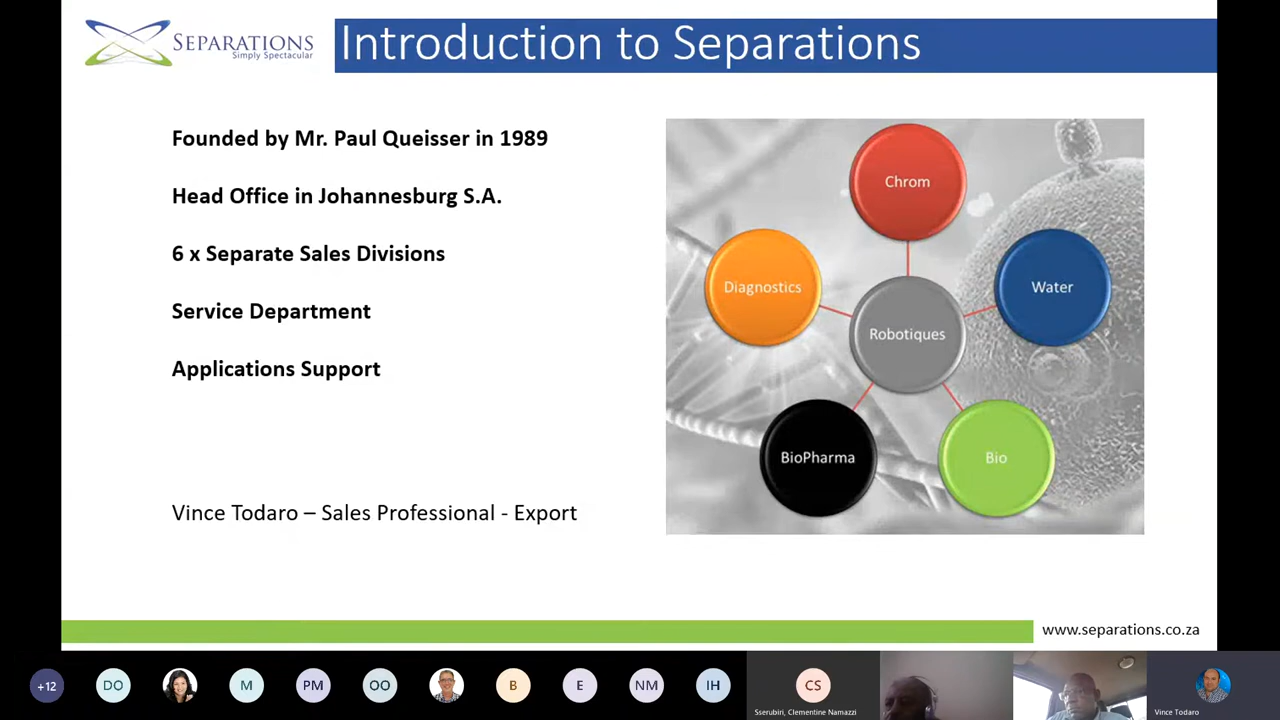 SEPARATIONS
Simply Spectacular
Introduction to Separations
Founded by Mr. Paul Queisser in 1989
Head Office in Johannesburg S.A.
6 x Separate Sales Divisions
Service Department
Applications Support
Vince Todaro – Sales Professional - Export
Chrom
Diagnostics
Water
Robotiques
BioPharma
Bio
www.separations.co.za
+12
DO
M
PM
OO
B
E
NM
IH
CS
Sserubiri, Clementine Namazzi
Vince Todaro